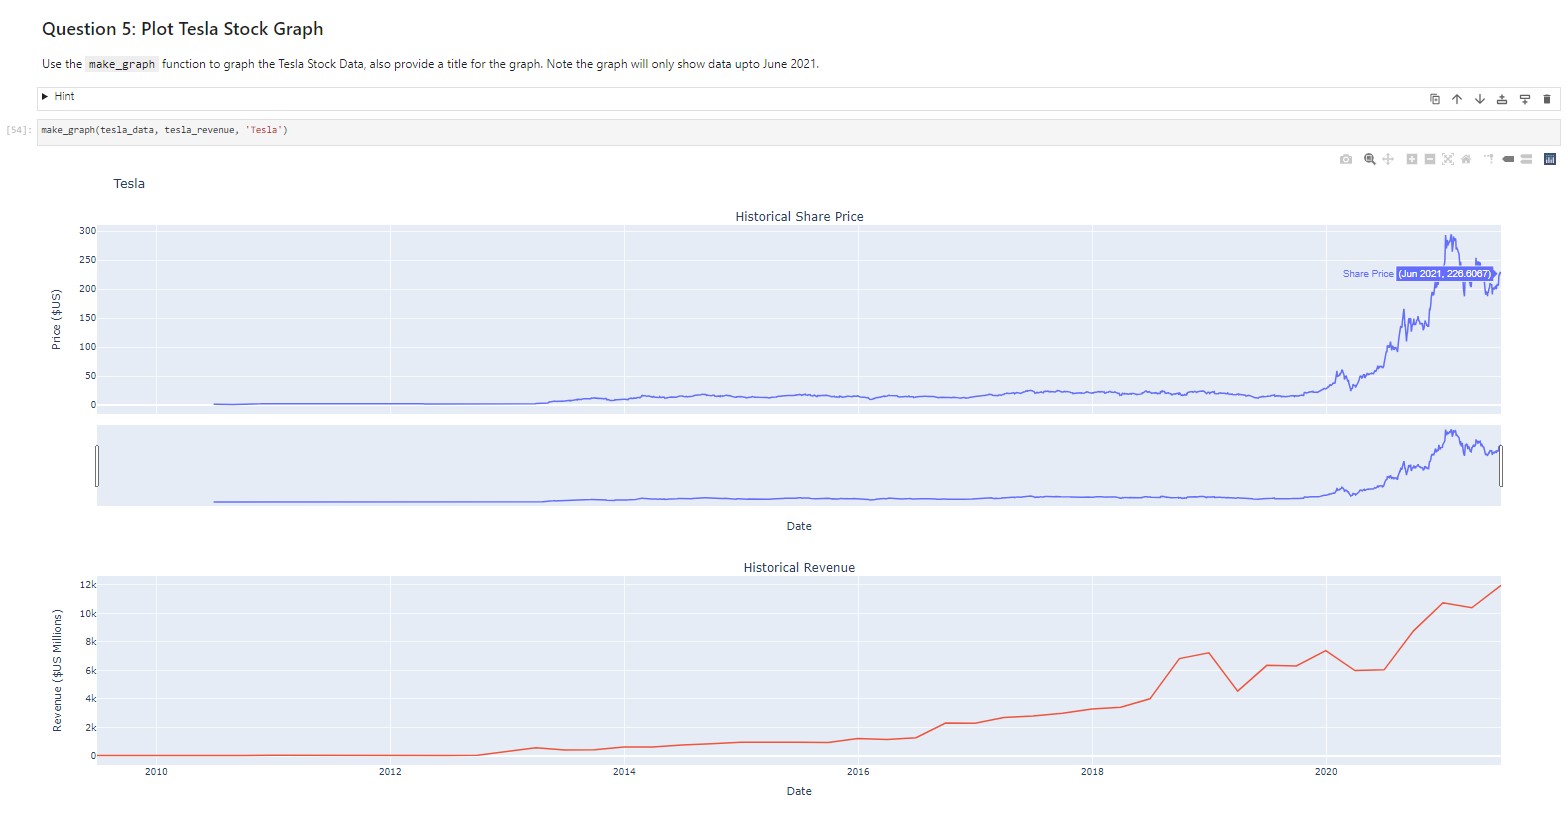 Question 5: Plot Tesla Stock Graph
Use the make_graph function to graph the Tesla Stock Data, also provide a title for the graph. Note the graph will only show data upto June 2021.
Hint
[54]: make_graph(tesla_data, tesla_revenue, 'Tesla')
Tesla
Historical Share Price
300
250
200
150
100
50
0
Price ($US)
Share Price (Jun 2021, 226.6067)
Date
Historical Revenue
12k
10k
8k
6k
4k
2k
0
Revenue ($US Millions)
2010 2012 2014 2016 2018 2020
Date